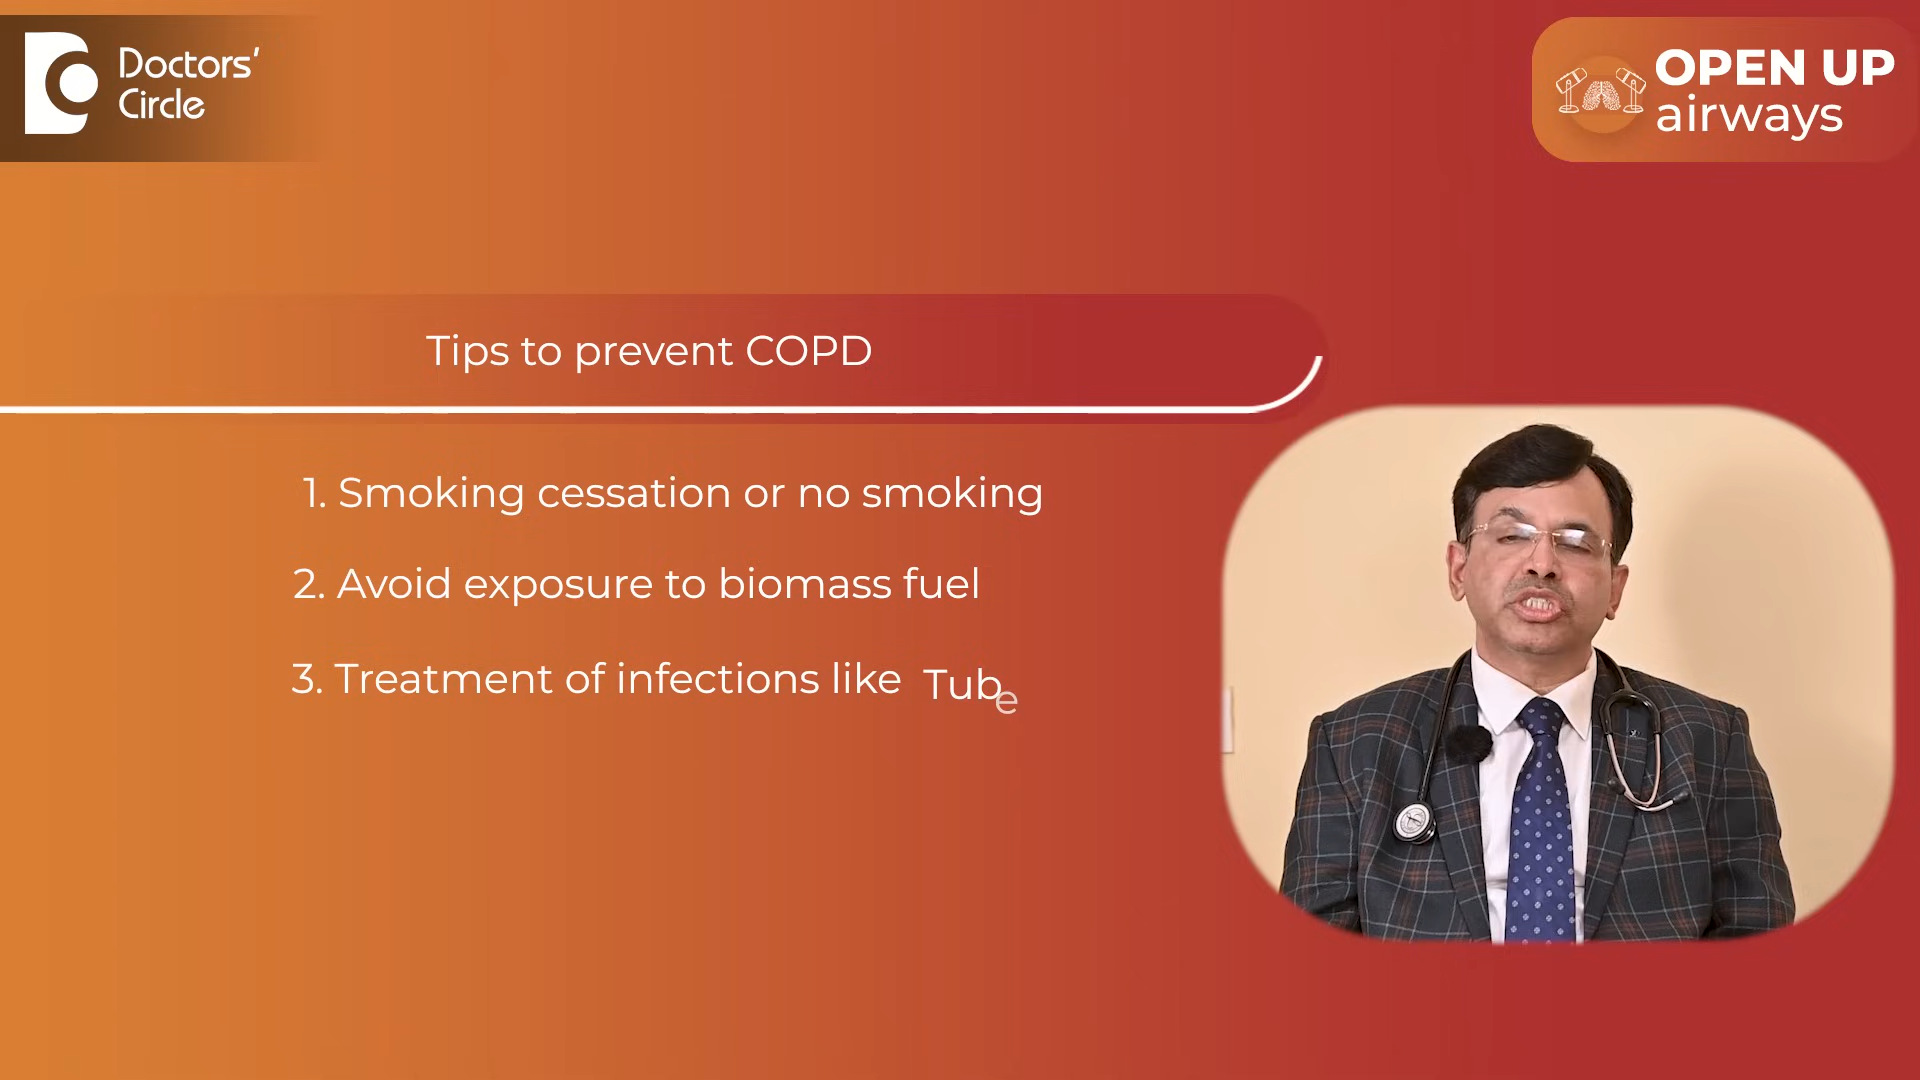 Doctors'
Circle
OPEN UP
airways
Tips to prevent COPD
1. Smoking cessation or no smoking
2. Avoid exposure to biomass fuel
3. Treatment of infections like Tube